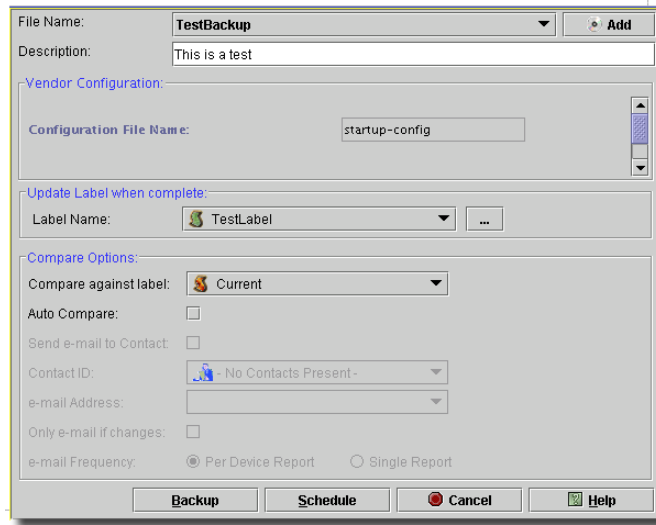 File Name: TestBackup Add
Description: This is a test
Vendor Configuration:
Configuration File Name: startup-config
Update Label when complete:
Label Name: TestLabel ...
Compare Options:
Compare against label: Current
Auto Compare:
Send e-mail to Contact:
Contact ID: - No Contacts Present -
e-mail Address:
Only e-mail if changes:
e-mail Frequency: Per Device Report Single Report
Backup Schedule Cancel Help